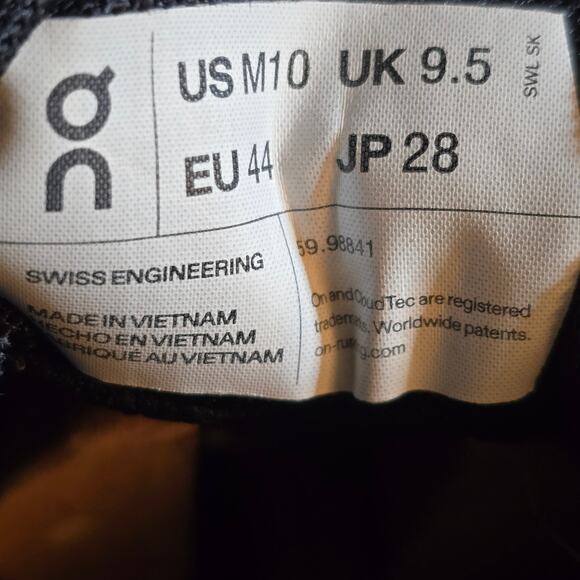 On
US M10 UK 9.5
EU 44 JP 28
SWL SK
SWISS ENGINEERING
MADE IN VIETNAM
HECHO EN VIETNAM
FABRIQUÉ AU VIETNAM
59.98841
On and CloudTec are registered
trademarks. Worldwide patents.
on-running.com